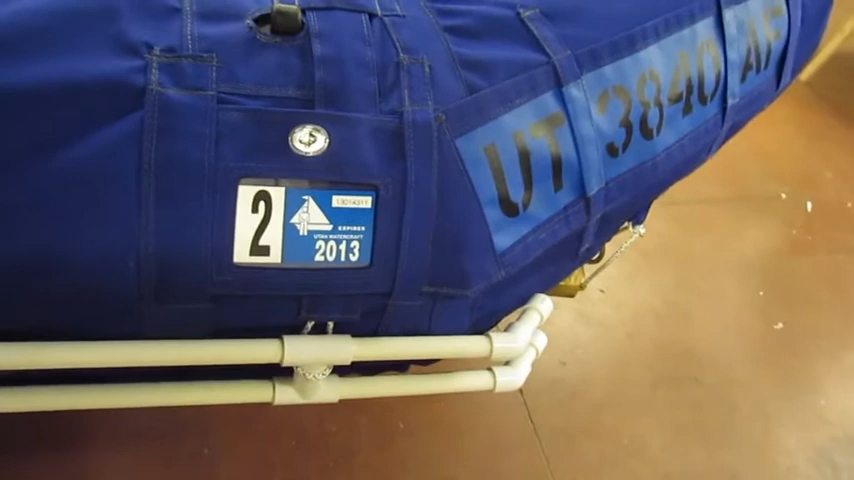 UT 3840 AF
2
EXPIRES
UTAH WATERCRAFT
2013